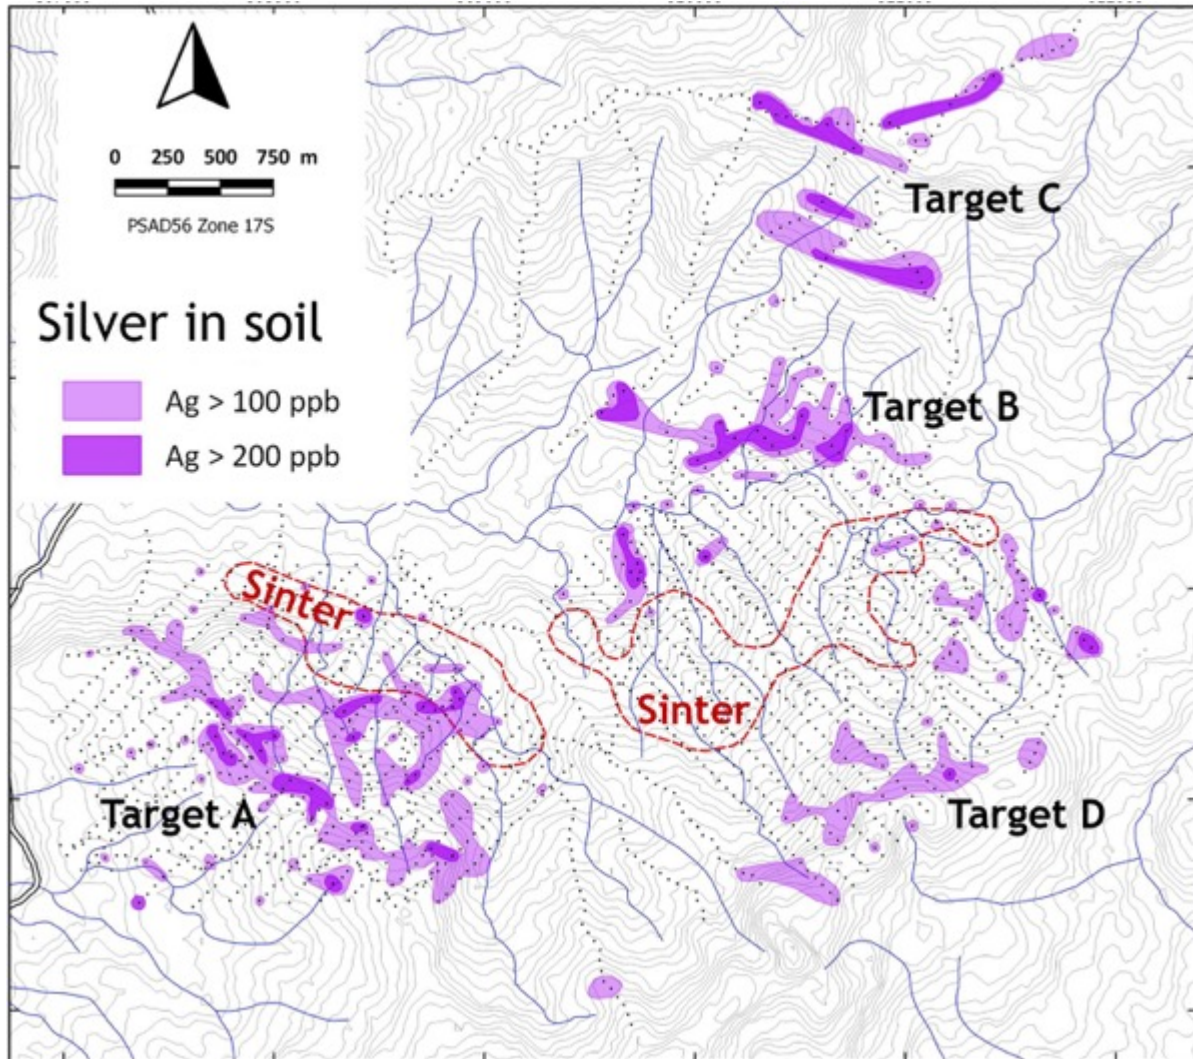 0 250 500 750 m
PSAD56 Zone 17S
Silver in soil
Ag > 100 ppb
Ag > 200 ppb
Target C
Target B
Sinter
Sinter
Target A
Target D